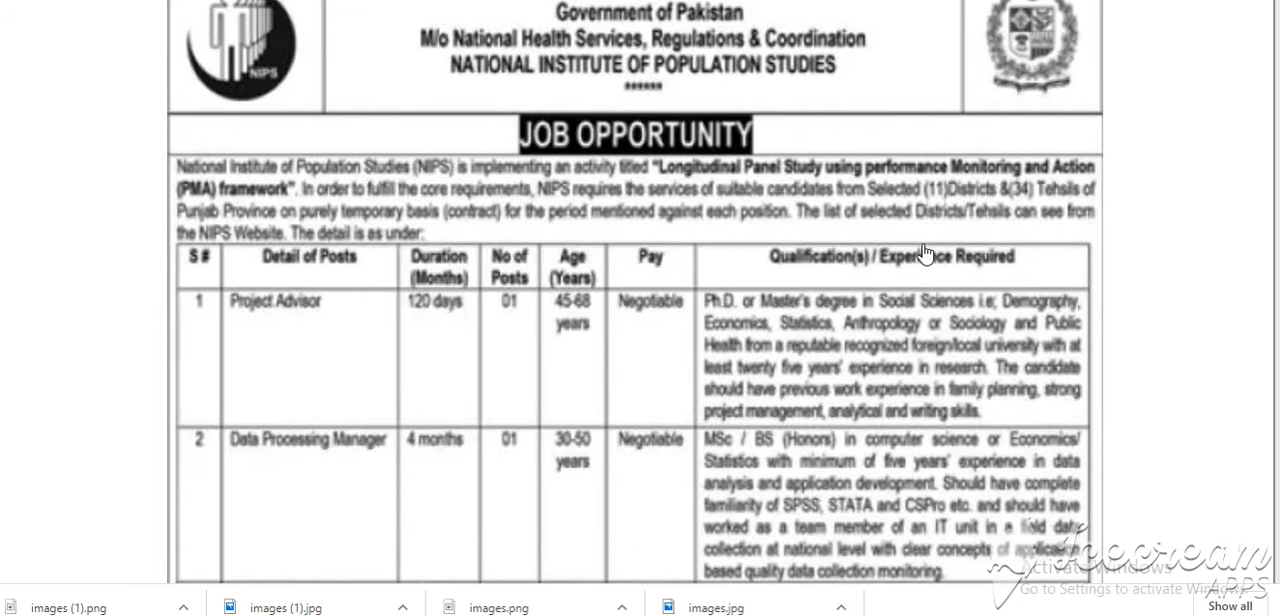 Government of Pakistan
M/o National Health Services, Regulations & Coordination
NATIONAL INSTITUTE OF POPULATION STUDIES
******
NIPS
JOB OPPORTUNITY
National Institute of Population Studies (NIPS) is implementing an activity titled "Longitudinal Panel Study using performance Monitoring and Action
(PMA) framework". In order to fulfill the core requirements, NIPS requires the services of suitable candidates from Selected (11)Districts &(34) Tehsils of
Punjab Province on purely temporary basis (contract) for the period mentioned against each position. The list of selected Districts/Tehsils can see from
the NIPS Website. The detail is as under:
S # Detail of Posts Duration (Months) No of Posts Age (Years) Pay Qualification(s) / Experience Required
1 Project Advisor 120 days 01 45-68 years Negotiable Ph.D. or Master's degree in Social Sciences i.e; Demography,
Economics, Statistics, Anthropology or Sociology and Public
Health from a reputable recognized foreign/local university with at
least twenty five years' experience in research. The candidate
should have previous work experience in family planning, strong
project management, analytical and writing skills.
2 Data Processing Manager 4 months 01 30-50 years Negotiable MSc / BS (Honors) in computer science or Economics/
Statistics with minimum of five years' experience in data
analysis and application development. Should have complete
familiarity of SPSS, STATA and CSPro etc. and should have
worked as a team member of an IT unit in a field data
collection at national level with clear concepts of application
based quality data collection monitoring.
Icecream
APPS
Activate Windows
Go to Settings to activate Windows.
images (1).png
images (1).jpg
images.png
images.jpg
Show all